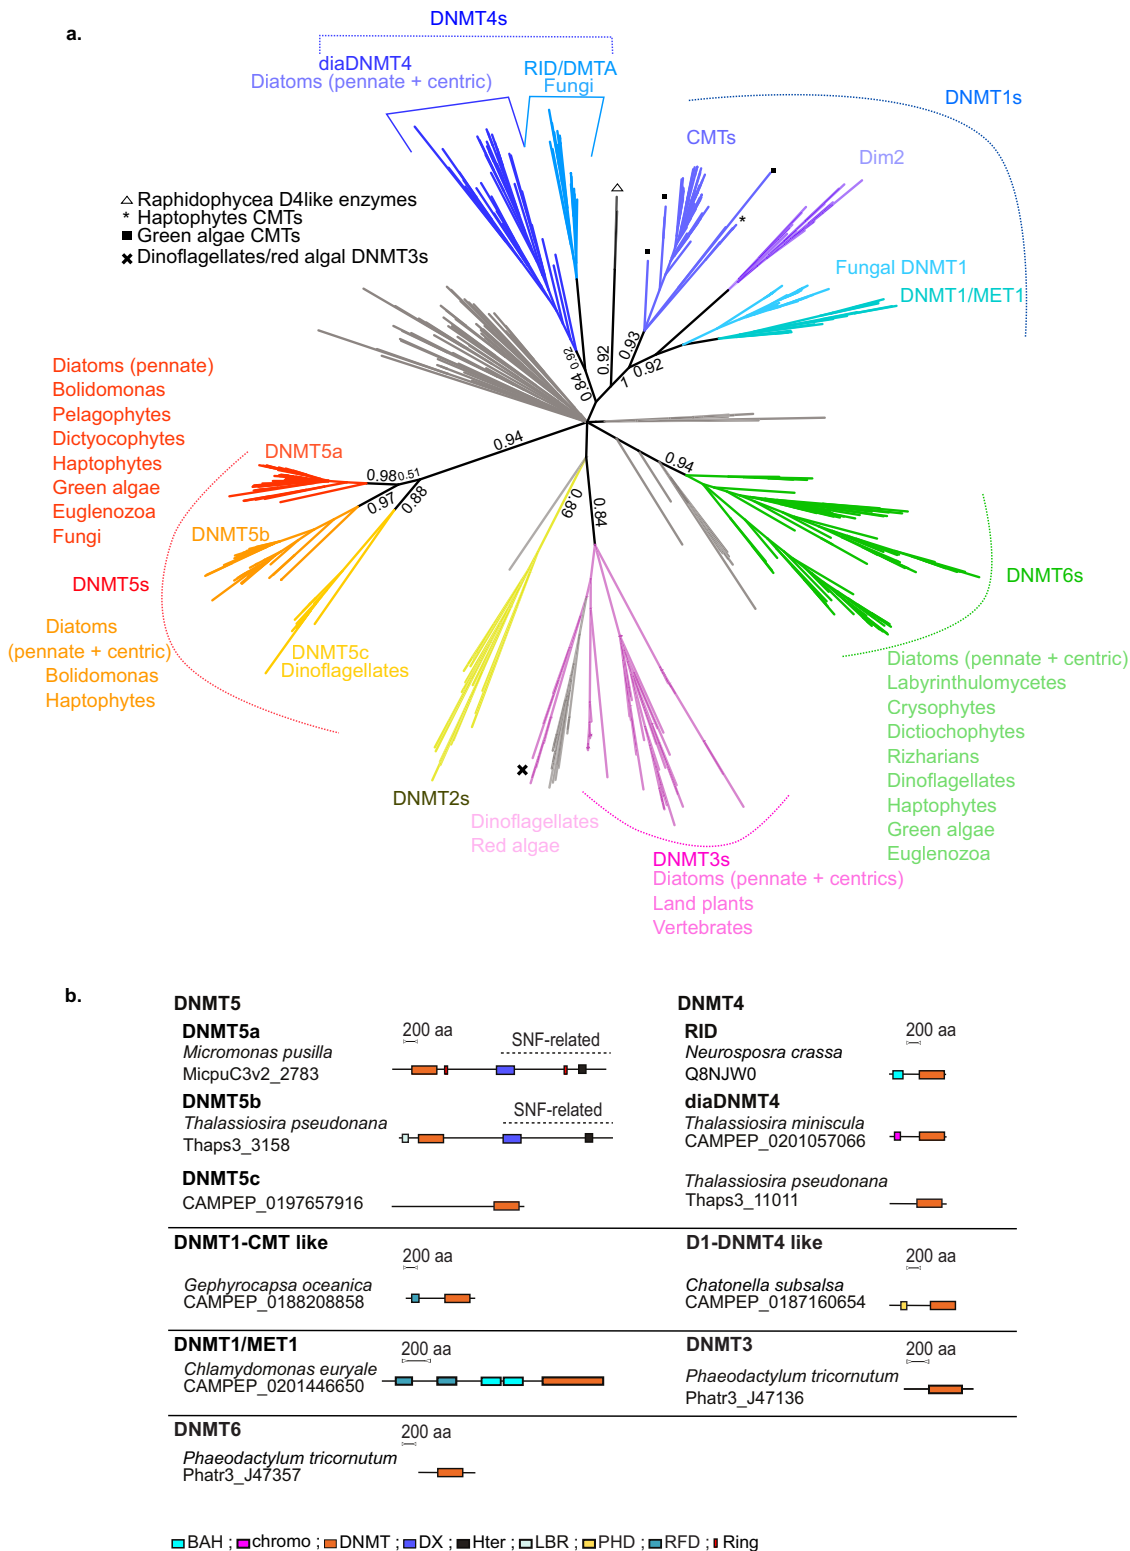 a.
DNMT4s
diaDNMT4
Diatoms (pennate + centric)
RID/DMTA
Fungi
DNMT1s
CMTs
Dim2
Fungal DNMT1
DNMT1/MET1
△ Raphidophycea D4like enzymes
* Haptophytes CMTs
■ Green algae CMTs
✖ Dinoflagellates/red algal DNMT3s
*
0.92
0.84
0.92
0.93
1
0.92
0.94
0.94
0.98
0.51
0.97
0.88
0.89
0.84
Diatoms (pennate)
Bolidomonas
Pelagophytes
Dictyocophytes
Haptophytes
Green algae
Euglenozoa
Fungi
DNMT5a
DNMT5b
DNMT5s
Diatoms
(pennate + centric)
Bolidomonas
Haptophytes
DNMT5c
Dinoflagellates
DNMT2s
Dinoflagellates
Red algae
DNMT3s
Diatoms (pennate + centrics)
Land plants
Vertebrates
DNMT6s
Diatoms (pennate + centric)
Labyrinthulomycetes
Crysophytes
Dictiochophytes
Rizharians
Dinoflagellates
Haptophytes
Green algae
Euglenozoa
b.
DNMT5
DNMT5a
Micromonas pusilla
MicpuC3v2_2783
200 aa
SNF-related
DNMT5b
Thalassiosira pseudonana
Thaps3_3158
SNF-related
DNMT5c
CAMPEP_0197657916
DNMT4
RID
Neurosposra crassa
Q8NJW0
200 aa
diaDNMT4
Thalassiosira miniscula
CAMPEP_0201057066
Thalassiosira pseudonana
Thaps3_11011
DNMT1-CMT like
200 aa
Gephyrocapsa oceanica
CAMPEP_0188208858
D1-DNMT4 like
200 aa
Chatonella subsalsa
CAMPEP_0187160654
DNMT1/MET1
200 aa
Chlamydomonas euryale
CAMPEP_0201446650
DNMT3
200 aa
Phaeodactylum tricornutum
Phatr3_J47136
DNMT6
200 aa
Phaeodactylum tricornutum
Phatr3_J47357
BAH ; chromo ; DNMT ; DX ; Hter ; LBR ; PHD ; RFD ; Ring